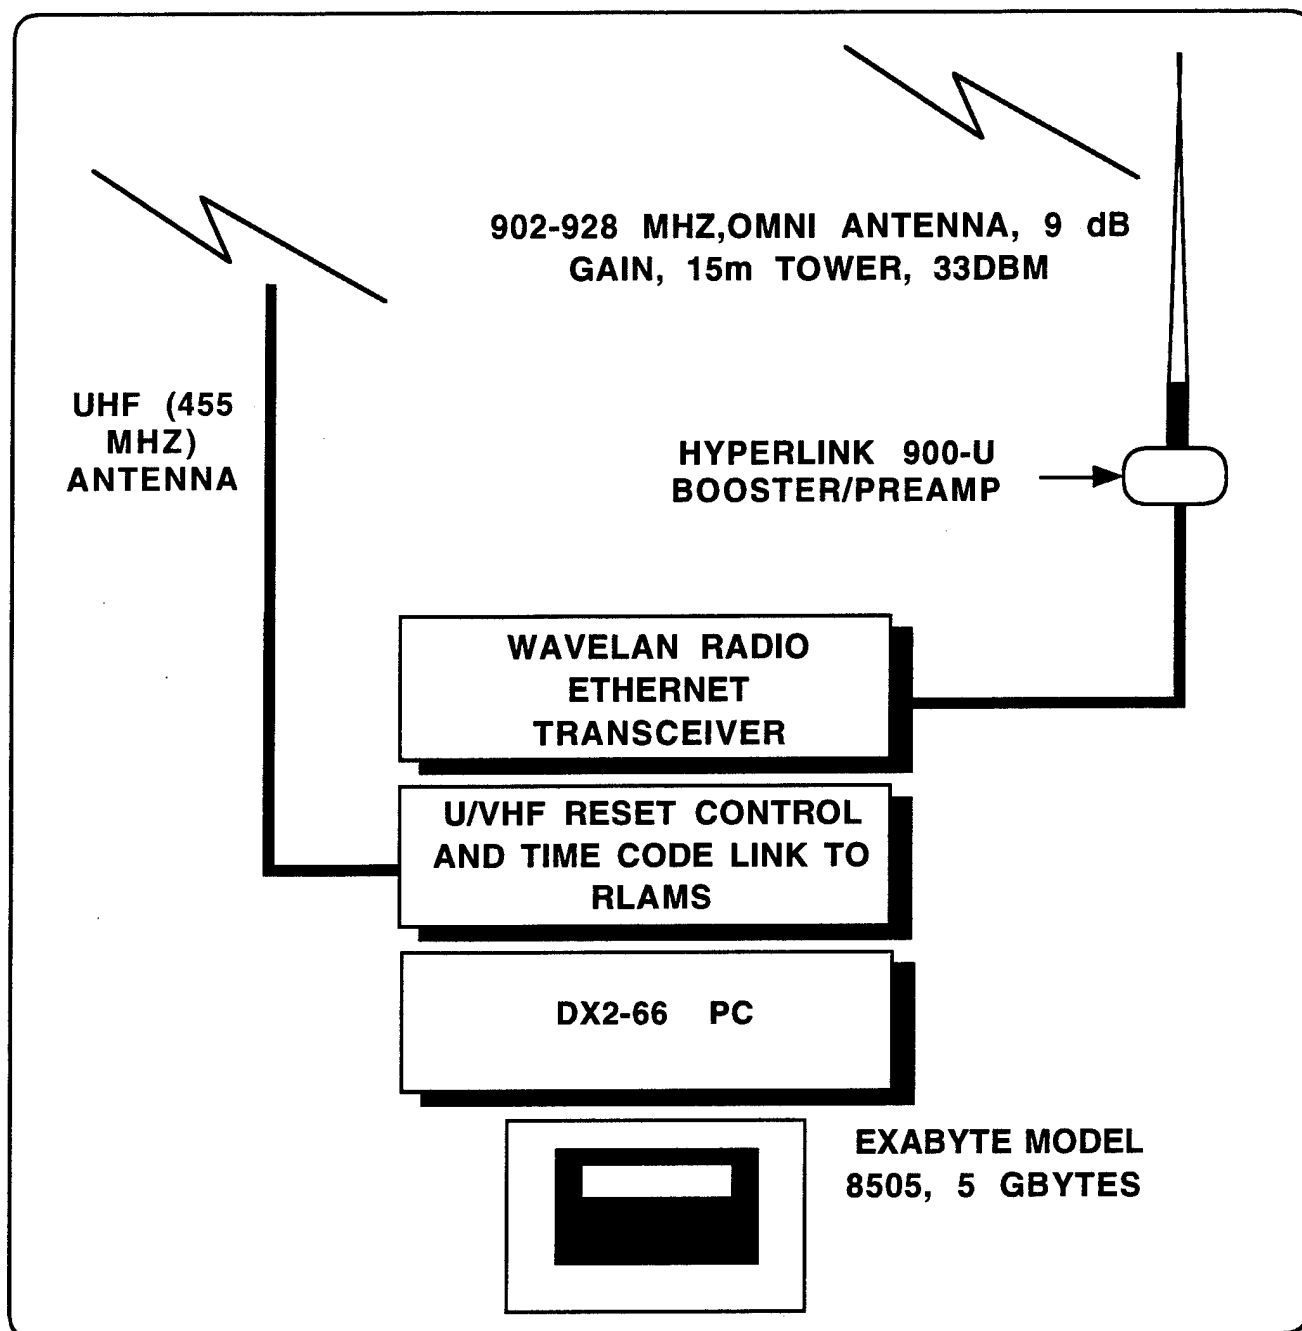 902-928 MHZ,OMNI ANTENNA, 9 dB
GAIN, 15m TOWER, 33DBM
UHF (455
MHZ)
ANTENNA
HYPERLINK 900-U
BOOSTER/PREAMP
WAVELAN RADIO
ETHERNET
TRANSCEIVER
U/VHF RESET CONTROL
AND TIME CODE LINK TO
RLAMS
DX2-66 PC
EXABYTE MODEL
8505, 5 GBYTES